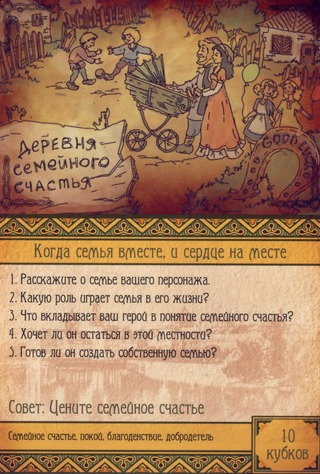 ДЕРЕВНЯ
СЕМЕЙНОГО
СЧАСТЬЯ
Когда семья вместе, и сердце на месте
1. Расскажите о семье вашего персонажа.
2. Какую роль играет семья в его жизни?
3. Что вкладывает ваш герой в понятие семейного счастья?
4. Хочет ли он остаться в этой местности?
5. Готов ли он создать собственную семью?
Совет: Цените семейное счастье
Семейное счастье, покой, благоденствие, добродетель
10
кубков